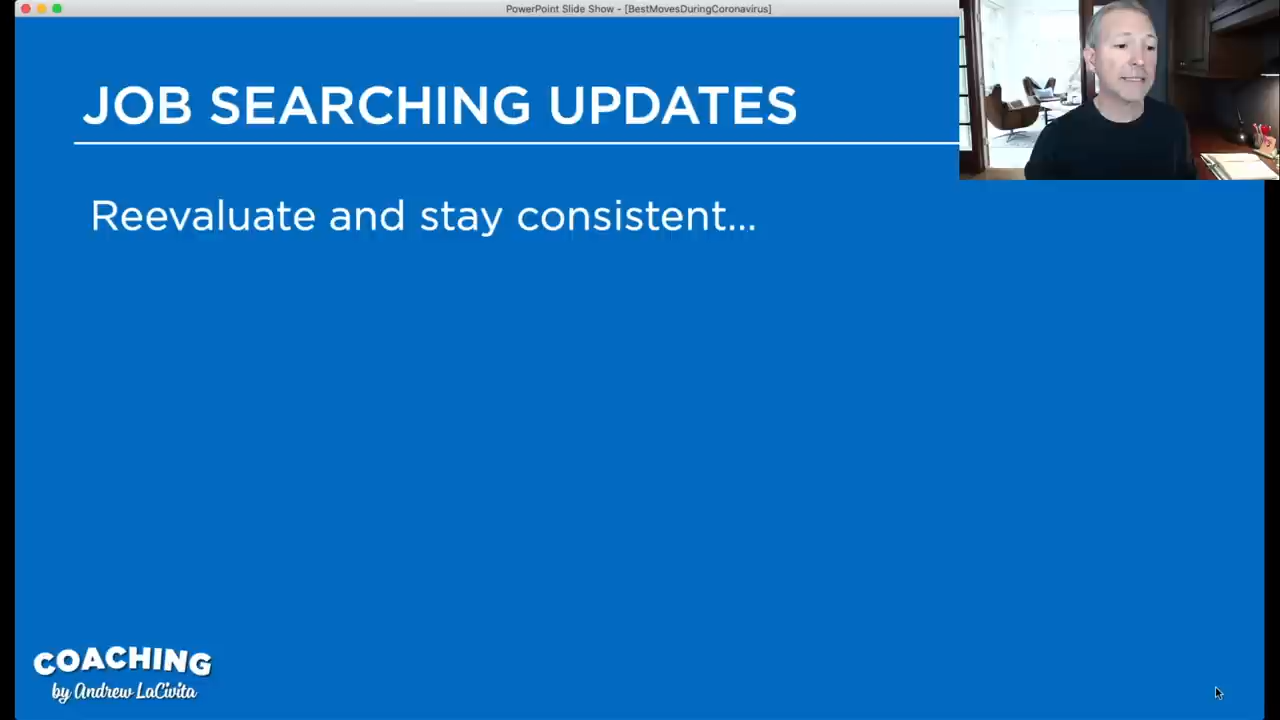 PowerPoint Slide Show - [BestMovesDuringCoronavirus]
JOB SEARCHING UPDATES
Reevaluate and stay consistent...
COACHING
by Andrew LaCivita